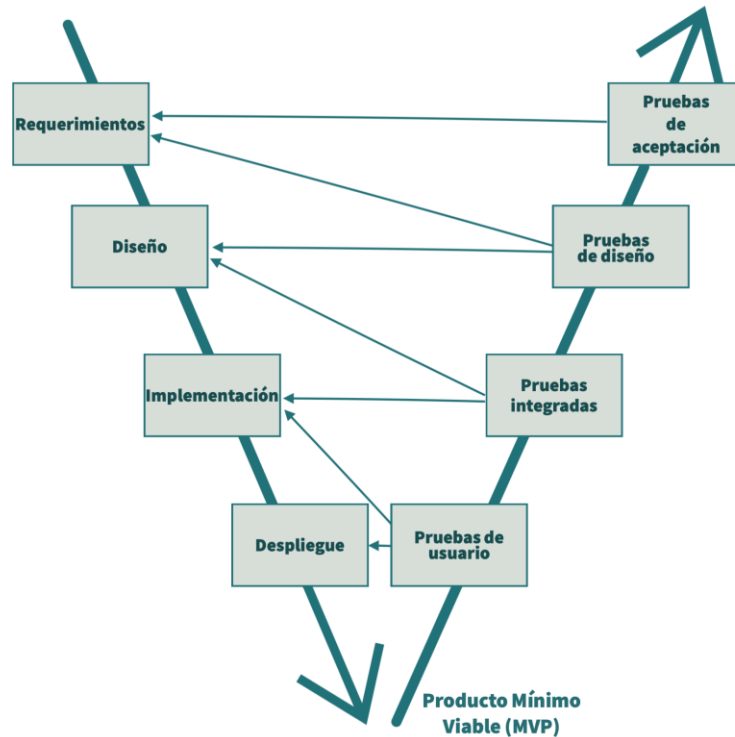 Requerimientos
Pruebas
de
aceptación
Diseño
Pruebas
de diseño
Implementación
Pruebas
integradas
Despliegue
Pruebas de
usuario
Producto Mínimo
Viable (MVP)